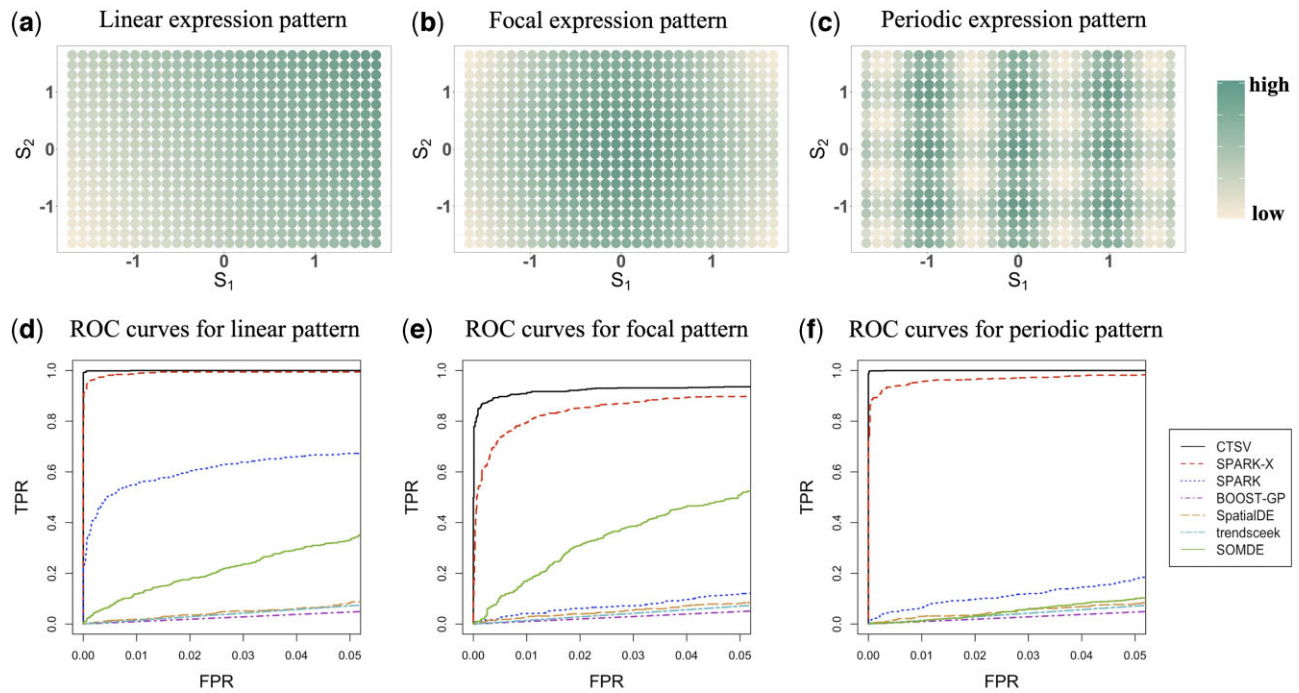 (a) Linear expression pattern
(b) Focal expression pattern
(c) Periodic expression pattern
S2
1
0
-1
-1 0 1
S1
S2
1
0
-1
-1 0 1
S1
S2
1
0
-1
-1 0 1
S1
high
low
(d) ROC curves for linear pattern
(e) ROC curves for focal pattern
(f) ROC curves for periodic pattern
TPR
1.0
0.8
0.6
0.4
0.2
0.0
0.00 0.01 0.02 0.03 0.04 0.05
FPR
TPR
1.0
0.8
0.6
0.4
0.2
0.0
0.00 0.01 0.02 0.03 0.04 0.05
FPR
TPR
1.0
0.8
0.6
0.4
0.2
0.0
0.00 0.01 0.02 0.03 0.04 0.05
FPR
CTSV
SPARK-X
SPARK
BOOST-GP
SpatialDE
trendsceek
SOMDE